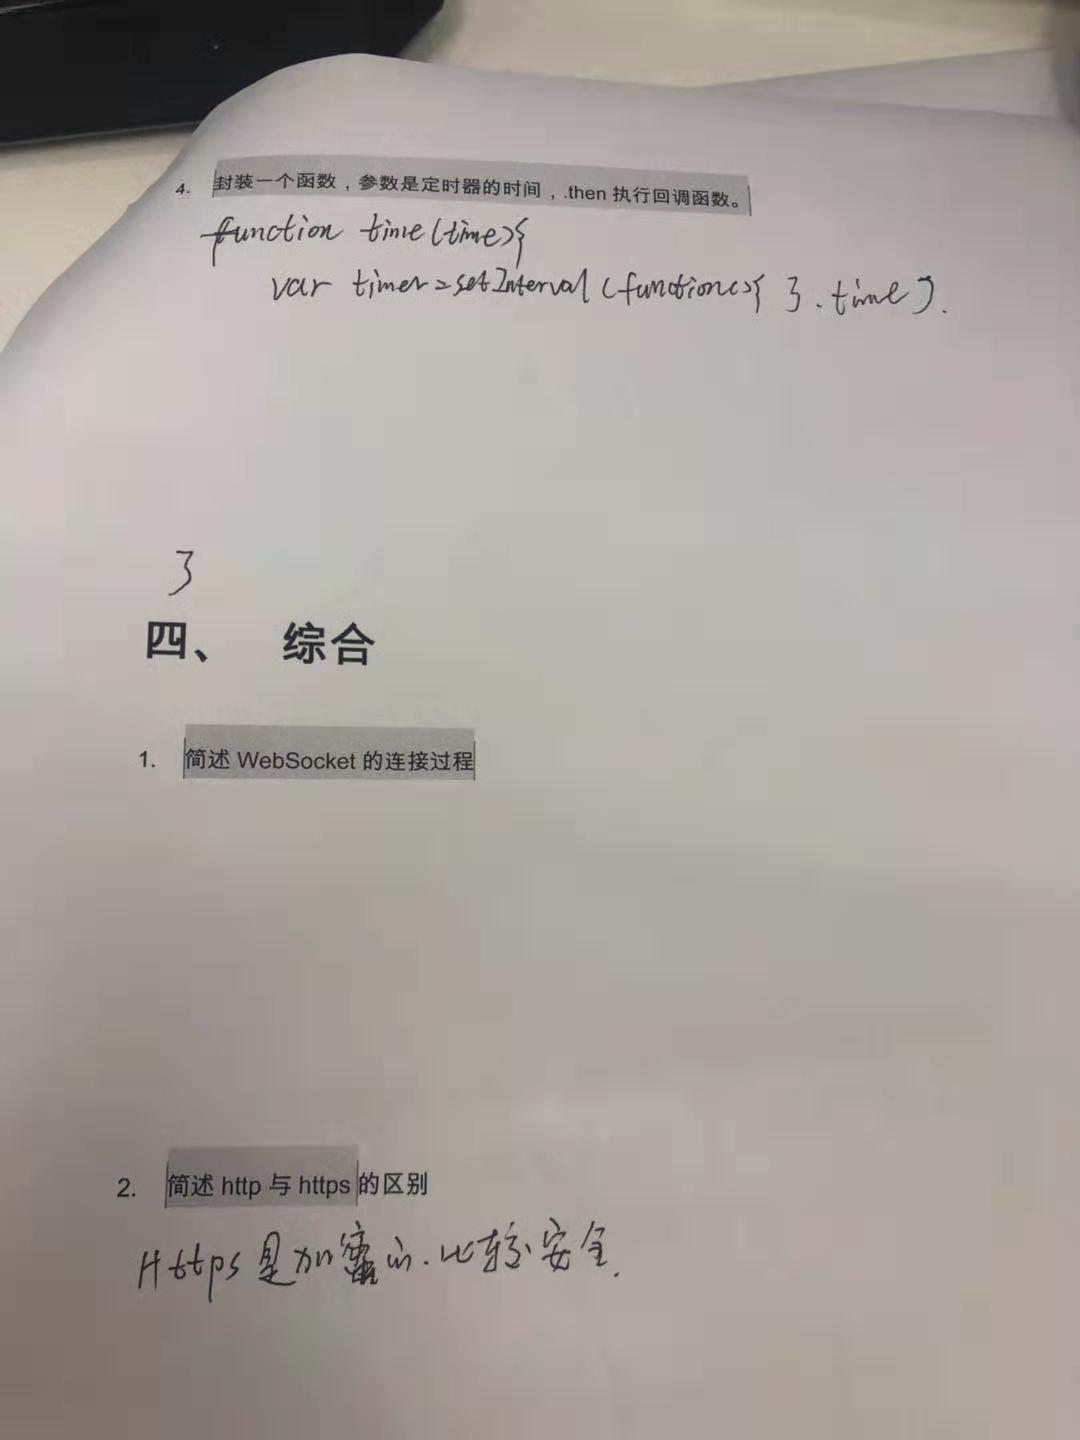 4. 封装一个函数，参数是定时器的时间，.then 执行回调函数。
function time(time){
var timer=setInterval(function(){ }.time).
}
四、 综合
1. 简述 WebSocket 的连接过程
2. 简述 http 与 https 的区别
Https是加密的.比较安全.